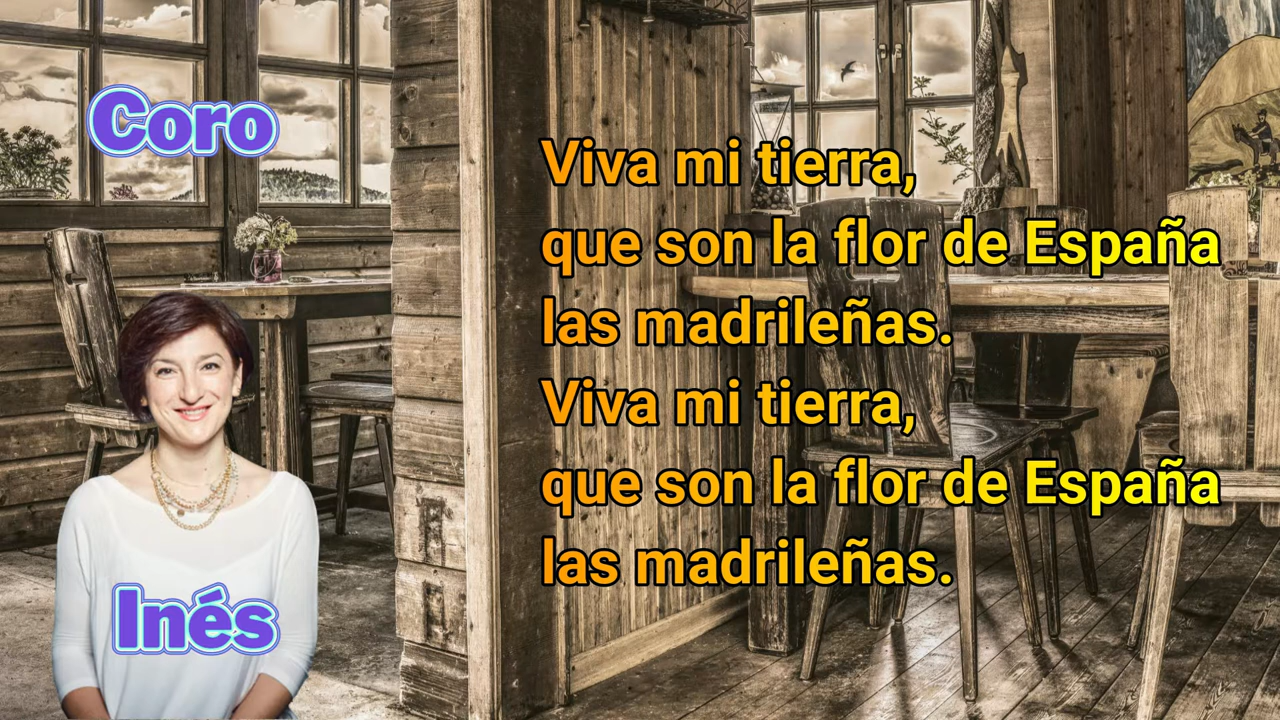 Coro
Inés
Viva mi tierra,
que son la flor de España
las madrileñas.
Viva mi tierra,
que son la flor de España
las madrileñas.